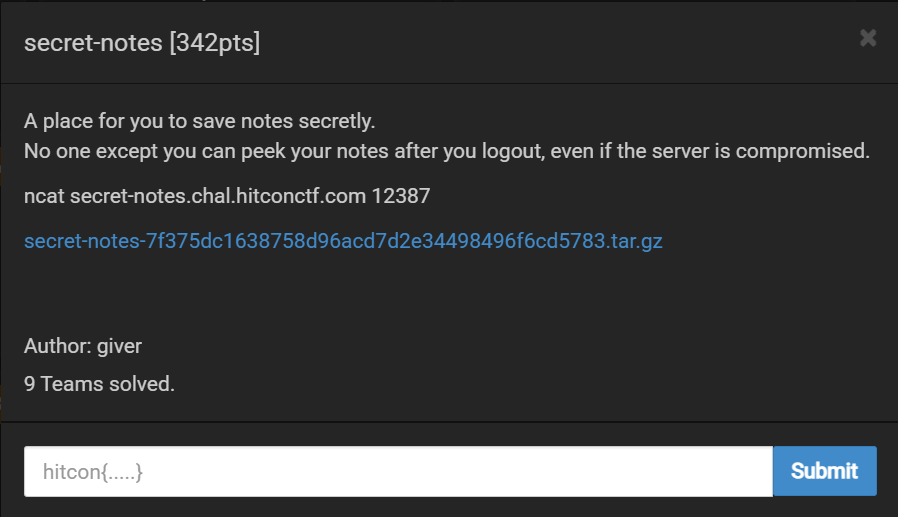 secret-notes [342pts]
×
A place for you to save notes secretly.
No one except you can peek your notes after you logout, even if the server is compromised.
ncat secret-notes.chal.hitconctf.com 12387
secret-notes-7f375dc1638758d96acd7d2e34498496f6cd5783.tar.gz
Author: giver
9 Teams solved.
hitcon{.....}
Submit